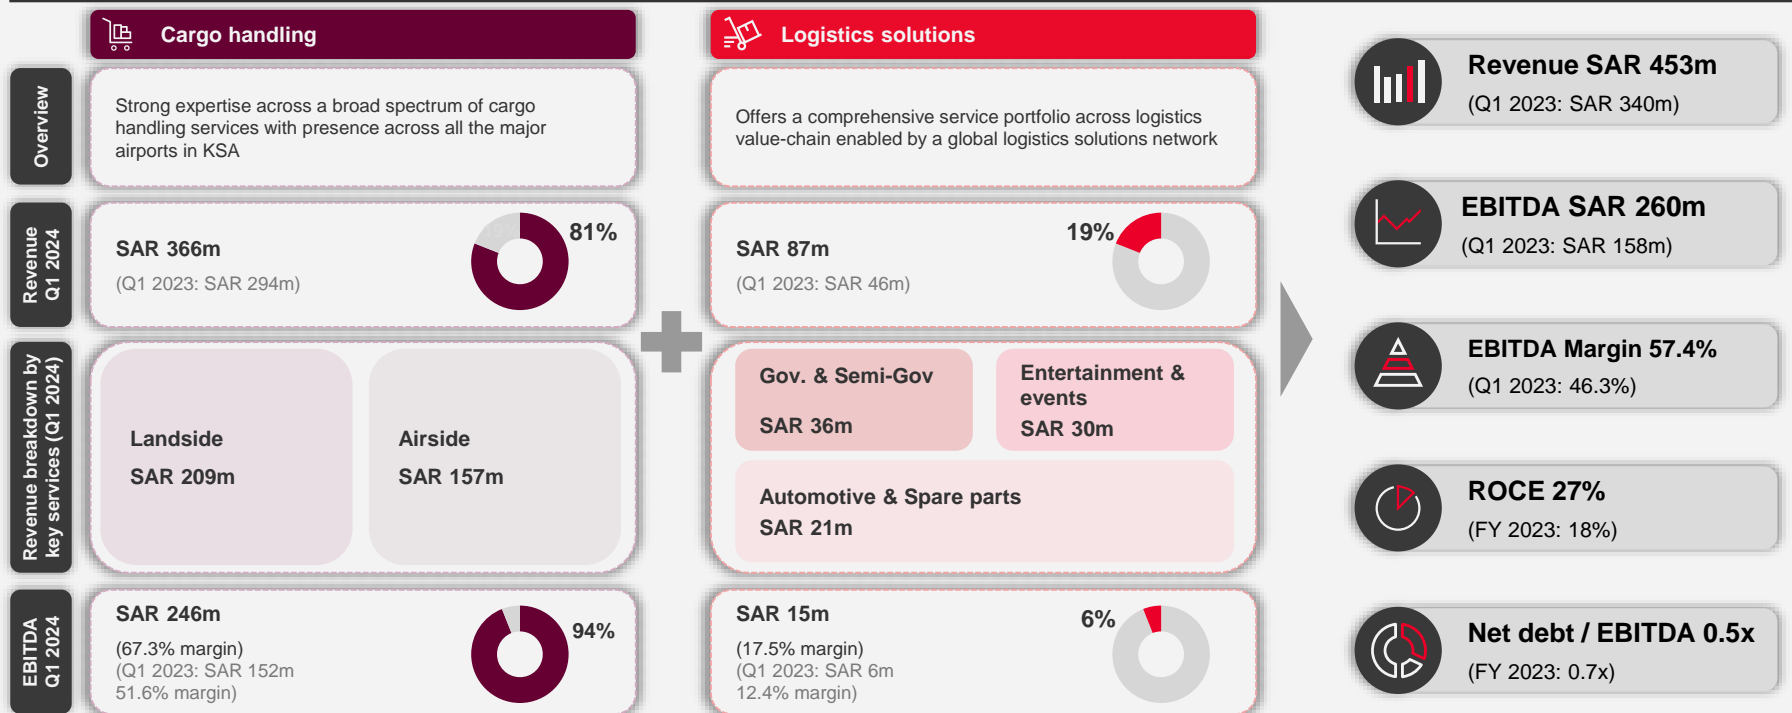 Cargo handling
Logistics solutions
Overview
Strong expertise across a broad spectrum of cargo
handling services with presence across all the major
airports in KSA
Offers a comprehensive service portfolio across logistics
value-chain enabled by a global logistics solutions network
Revenue
Q1 2024
SAR 366m
(Q1 2023: SAR 294m)
81%
SAR 87m
(Q1 2023: SAR 46m)
19%
Revenue breakdown by
key services (Q1 2024)
Landside
SAR 209m
Airside
SAR 157m
Gov. & Semi-Gov
SAR 36m
Entertainment &
events
SAR 30m
Automotive & Spare parts
SAR 21m
EBITDA
Q1 2024
SAR 246m
(67.3% margin)
(Q1 2023: SAR 152m
51.6% margin)
94%
SAR 15m
(17.5% margin)
(Q1 2023: SAR 6m
12.4% margin)
6%
Revenue SAR 453m
(Q1 2023: SAR 340m)
EBITDA SAR 260m
(Q1 2023: SAR 158m)
EBITDA Margin 57.4%
(Q1 2023: 46.3%)
ROCE 27%
(FY 2023: 18%)
Net debt / EBITDA 0.5x
(FY 2023: 0.7x)